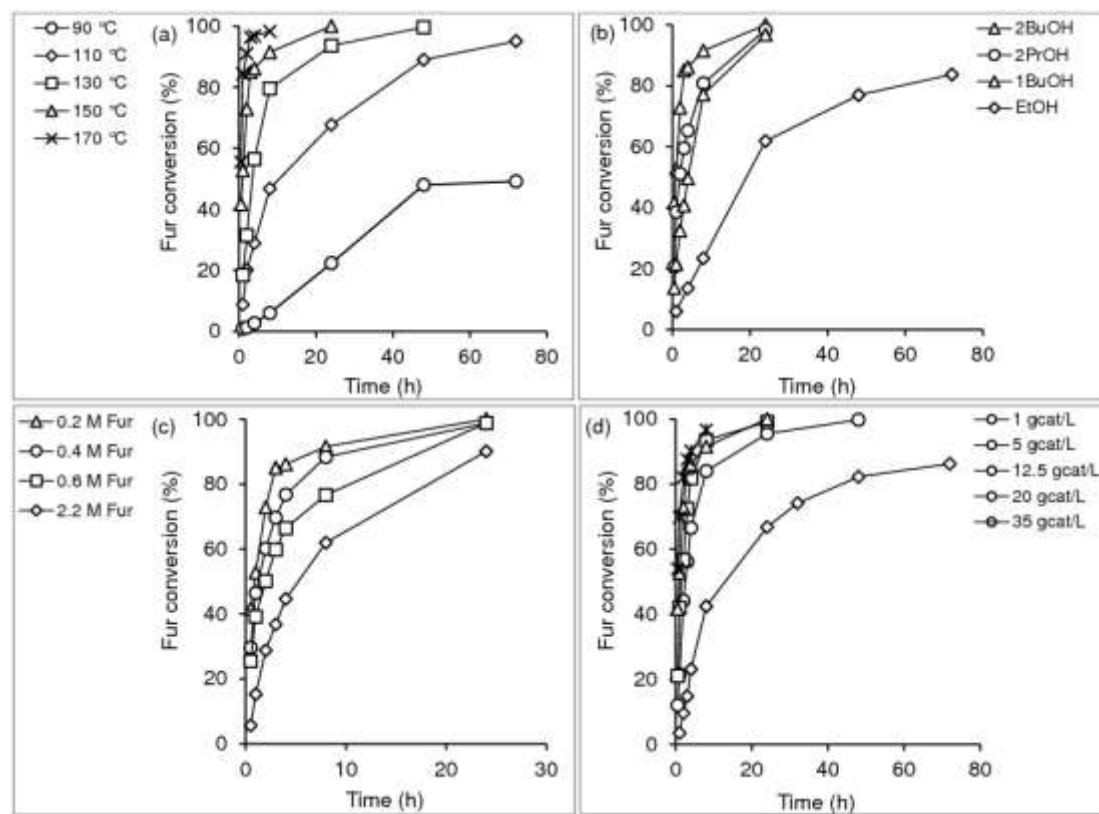 (a)
90 °C
110 °C
130 °C
150 °C
170 °C
Fur conversion (%)
100
80
60
40
20
0
0 20 40 60 80
Time (h)
(b)
2BuOH
2PrOH
1BuOH
EtOH
Fur conversion (%)
100
80
60
40
20
0
0 20 40 60 80
Time (h)
(c)
0.2 M Fur
0.4 M Fur
0.6 M Fur
2.2 M Fur
Fur conversion (%)
100
80
60
40
20
0
0 10 20 30
Time (h)
(d)
1 gcat/L
5 gcat/L
12.5 gcat/L
20 gcat/L
35 gcat/L
Fur conversion (%)
100
80
60
40
20
0
0 20 40 60 80
Time (h)